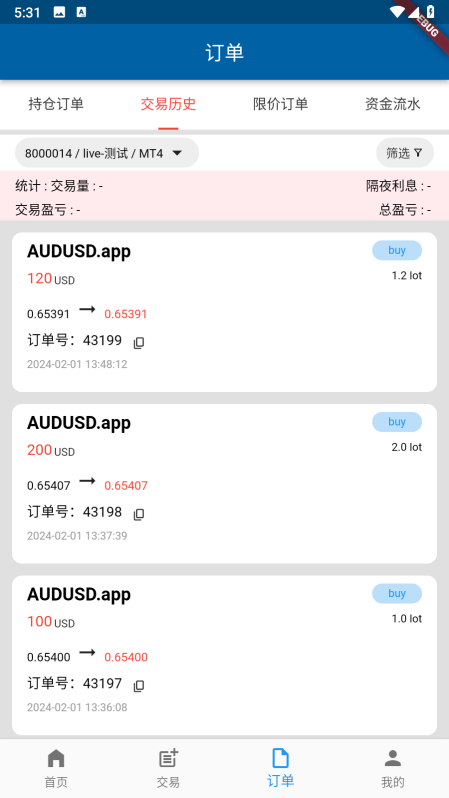 5:31
DEBUG
订单
持仓订单 交易历史 限价订单 资金流水
8000014 / live-测试 / MT4 筛选
统计 : 交易量 : - 隔夜利息 : -
交易盈亏 : - 总盈亏 : -
AUDUSD.app buy
120 USD 1.2 lot
0.65391 → 0.65391
订单号：43199
2024-02-01 13:48:12
AUDUSD.app buy
200 USD 2.0 lot
0.65407 → 0.65407
订单号：43198
2024-02-01 13:37:39
AUDUSD.app buy
100 USD 1.0 lot
0.65400 → 0.65400
订单号：43197
2024-02-01 13:36:08
首页 交易 订单 我的